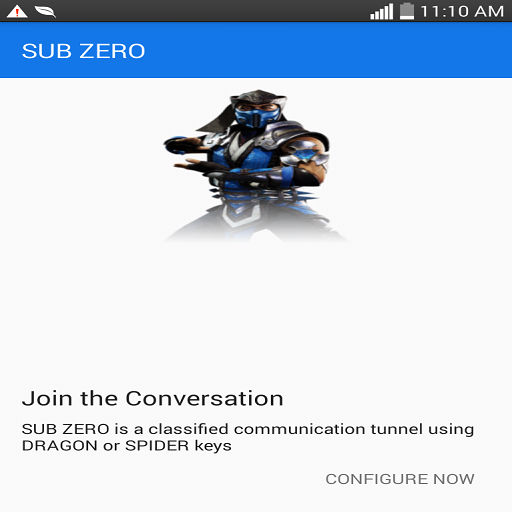 11:10 AM
SUB ZERO
Join the Conversation
SUB ZERO is a classified communication tunnel using
DRAGON or SPIDER keys
CONFIGURE NOW